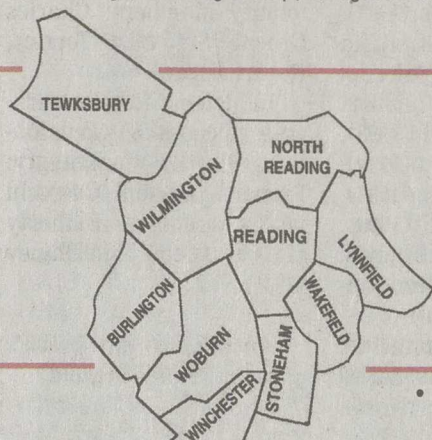 TEWKSBURY
NORTH
READING
WILMINGTON
READING
LYNNFIELD
BURLINGTON
WAKEFIELD
WOBURN
STONEHAM
WINCHESTER